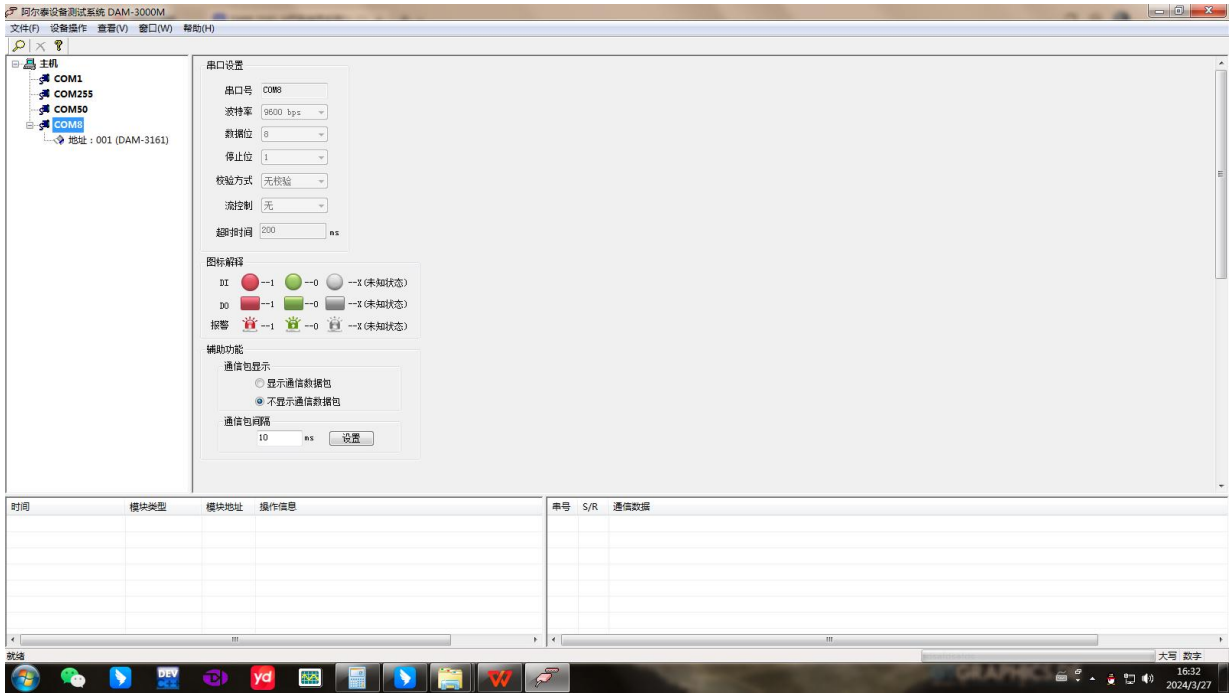 阿尔泰设备测试系统 DAM-3000M
文件(F) 设备操作 查看(V) 窗口(W) 帮助(H)
主机
COM1
COM255
COM50
COM8
地址：001 (DAM-3161)
串口设置
串口号 COM8
波特率 9600 bps
数据位 8
停止位 1
校验方式 无校验
流控制 无
超时时间 200 ms
图标解释
DI --1 --0 --X(未知状态)
DO --1 --0 --X(未知状态)
报警 --1 --0 --X(未知状态)
辅助功能
通信包显示
显示通信数据包
不显示通信数据包
通信包间隔
10 ms 设置
时间 模块类型 模块地址 操作信息 串号 S/R 通信数据
就绪 大写 数字
DEV yd 16:32
2024/3/27